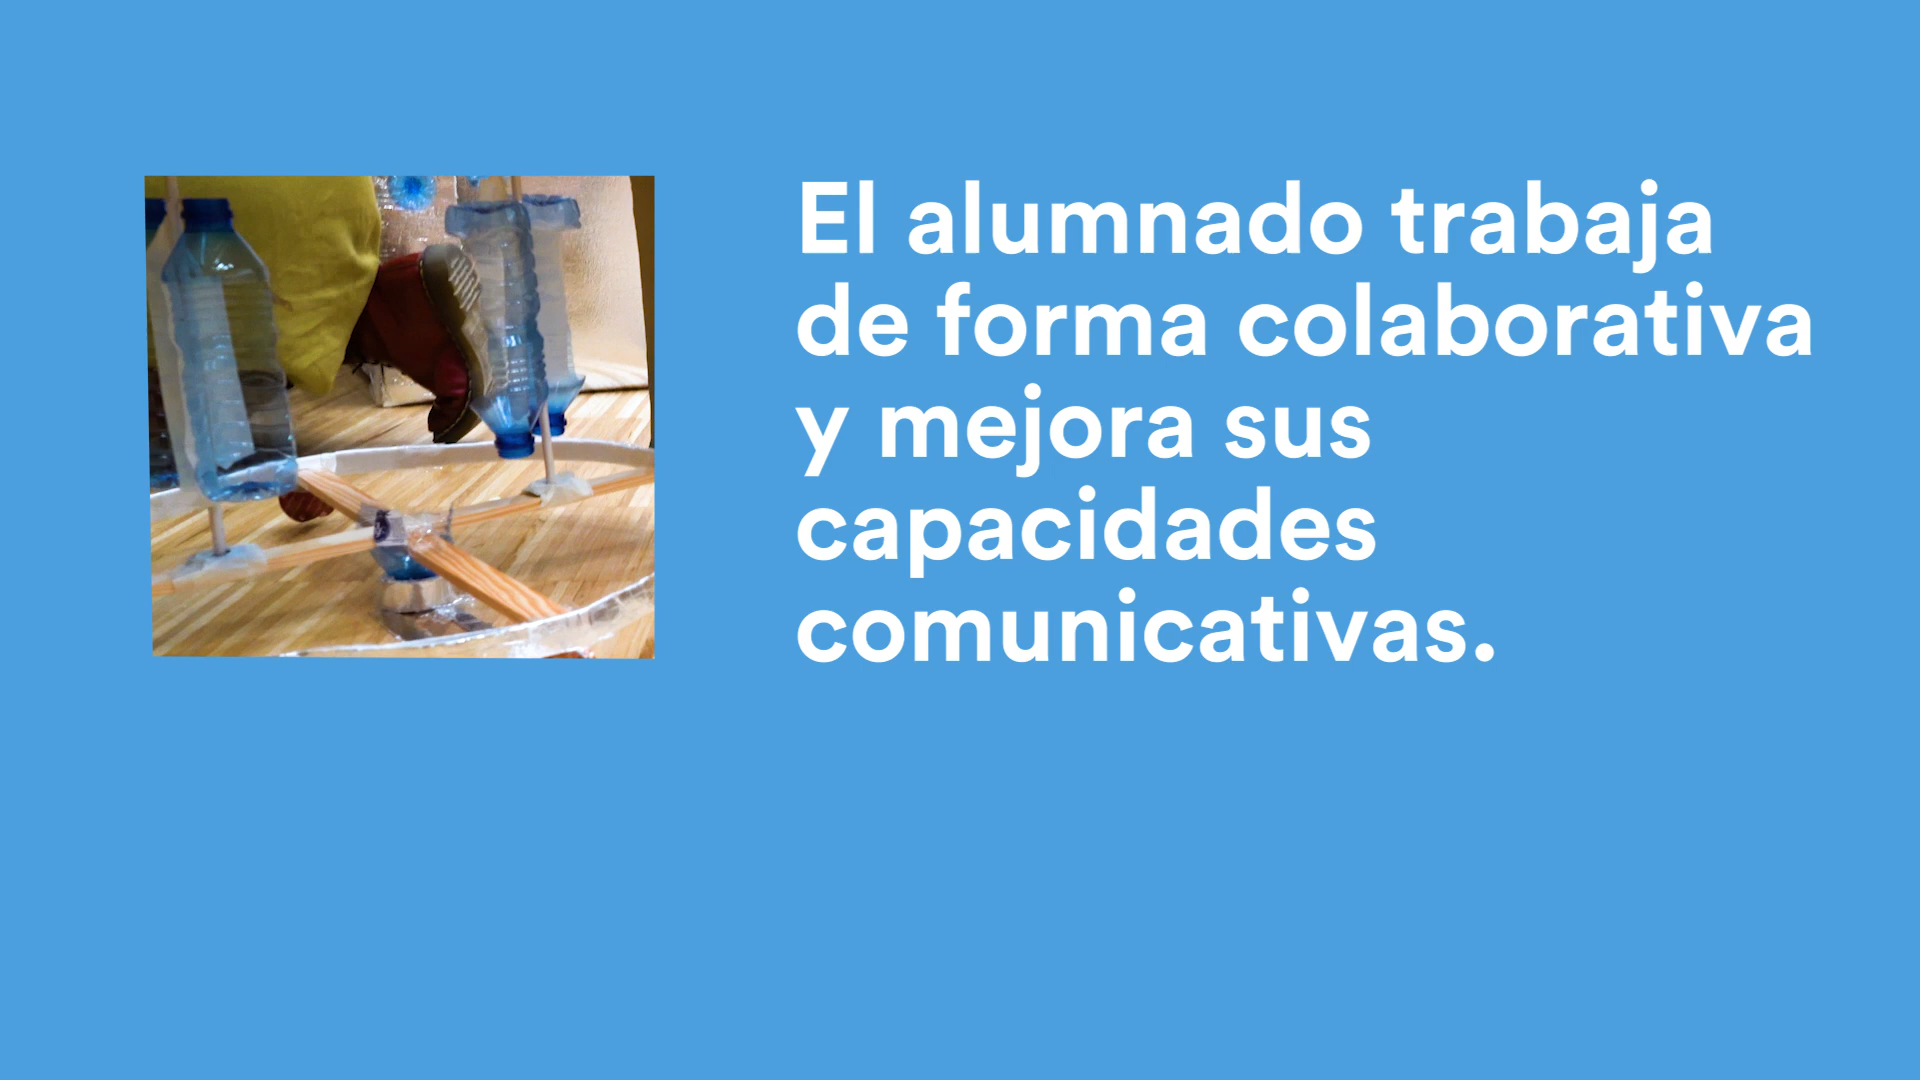 El alumnado trabaja
de forma colaborativa
y mejora sus
capacidades
comunicativas.